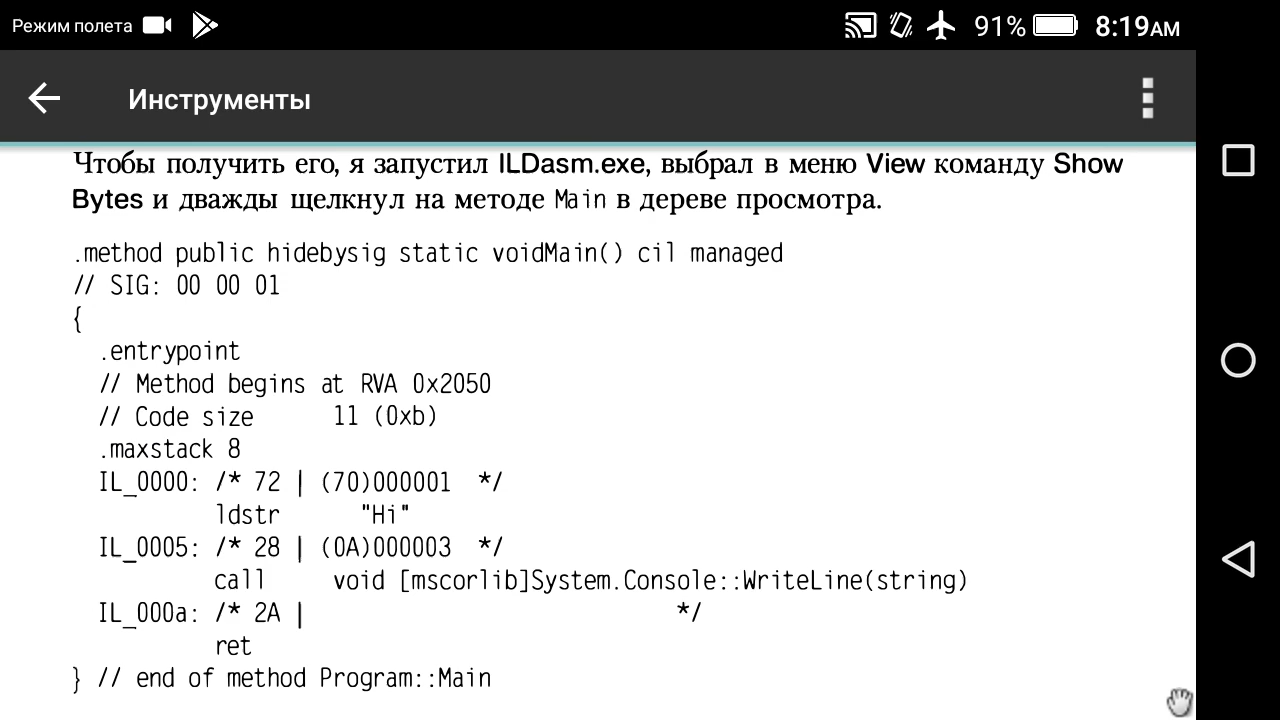 Режим полета 91% 8:19AM
Инструменты
Чтобы получить его, я запустил ILDasm.exe, выбрал в меню View команду Show
Bytes и дважды щелкнул на методе Main в дереве просмотра.
.method public hidebysig static voidMain() cil managed
// SIG: 00 00 01
{
.entrypoint
// Method begins at RVA 0x2050
// Code size 11 (0xb)
.maxstack 8
IL_0000: /* 72 | (70)000001 */
ldstr "Hi"
IL_0005: /* 28 | (0A)000003 */
call void [mscorlib]System.Console::WriteLine(string)
IL_000a: /* 2A | */
ret
} // end of method Program::Main